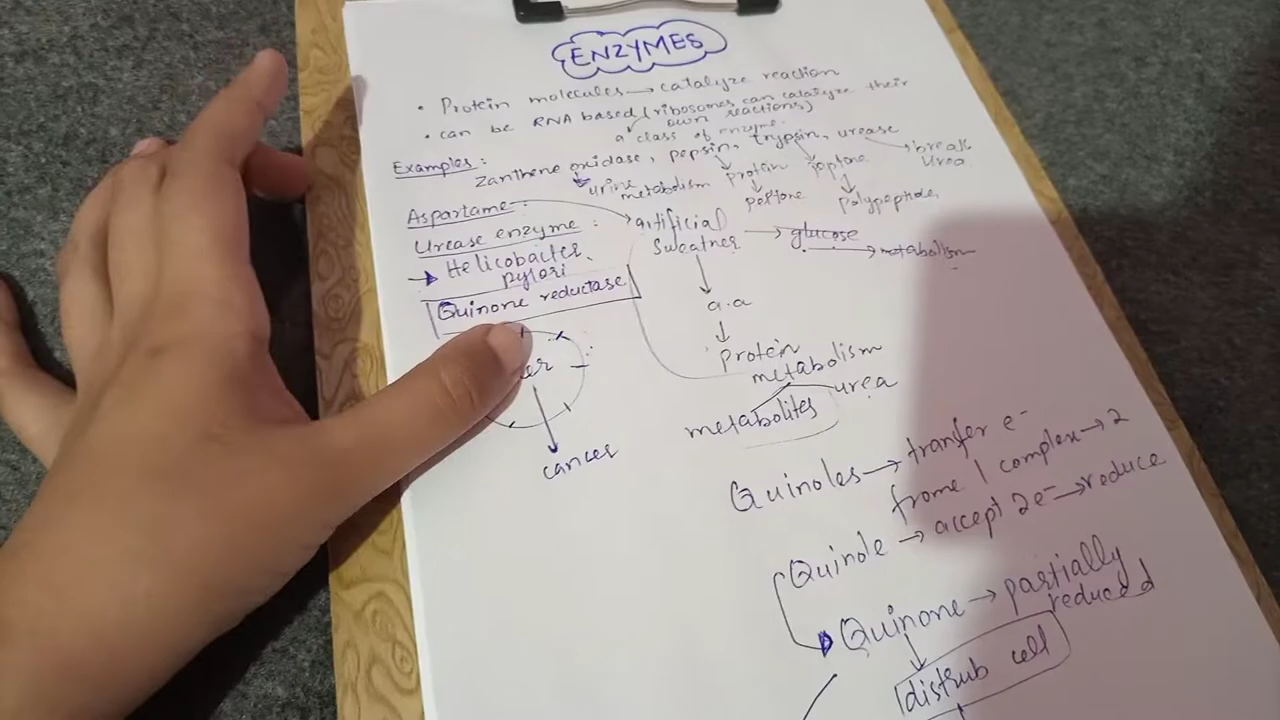 ENZYMES
• Protein molecules → catalyze reaction
• can be RNA based (ribosomes can catalyze their own reactions)
a class of enzyme.
Examples:
Zanthene oxidase, pepsin, trypsin, urease
urine metabolism
Protein
peptone
peptone
Polypeptide
break urea
Aspartame → artificial sweatner → glucose
→ metabolism
Urease enzyme:
→ Helicobacter pylori
a.a
Quinone reductase
Protein metabolism
urea
metabolites
cancer
Quinoles → transfer e⁻
frome 1 complex → 2
Quinole → accept 2e⁻ → reduce
Quinone → partially reduced
distrub cell